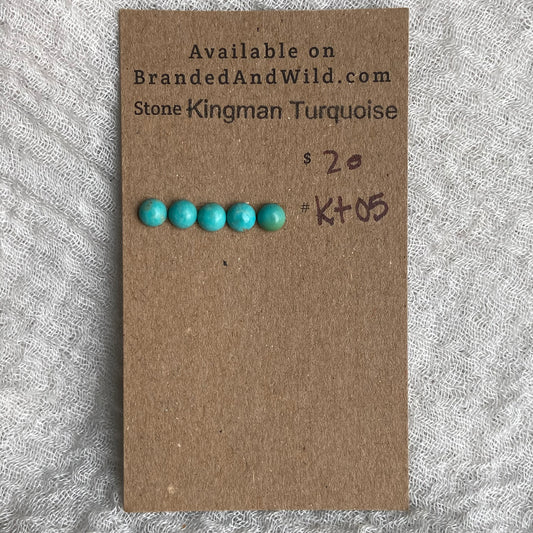 Available on
BrandedAndWild.com
Stone Kingman Turquoise
$ 20
# Kt05